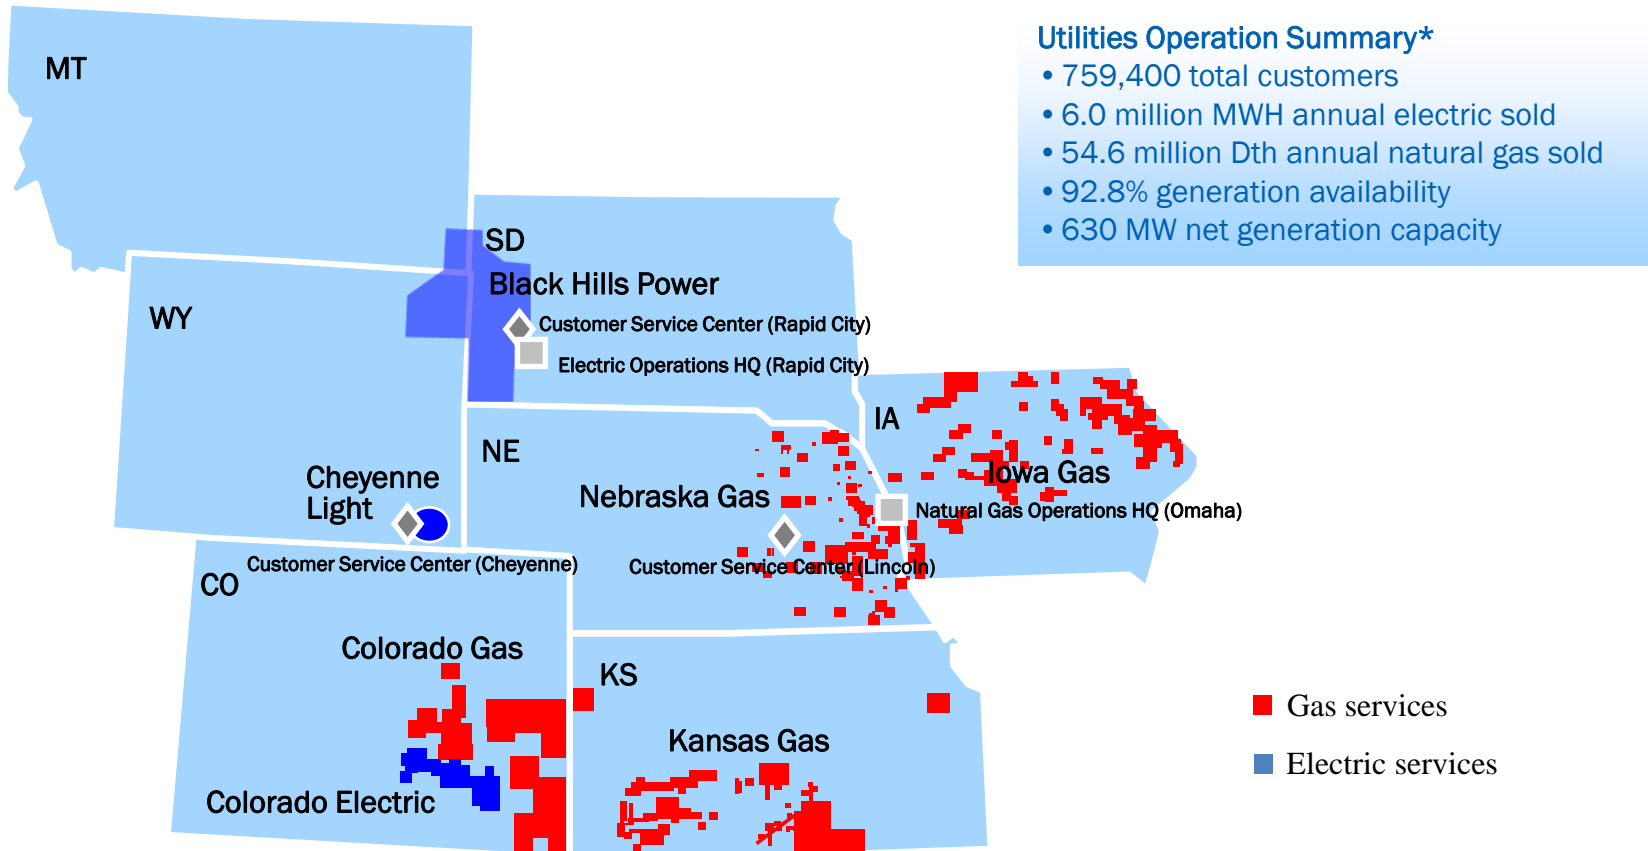 Utilities Operation Summary*
• 759,400 total customers
• 6.0 million MWH annual electric sold
• 54.6 million Dth annual natural gas sold
• 92.8% generation availability
• 630 MW net generation capacity
MT
SD
Black Hills Power
WY
Customer Service Center (Rapid City)
Electric Operations HQ (Rapid City)
IA
NE
Iowa Gas
Cheyenne
Light
Nebraska Gas
Natural Gas Operations HQ (Omaha)
Customer Service Center (Cheyenne)
Customer Service Center (Lincoln)
CO
Colorado Gas
KS
Gas services
Kansas Gas
Electric services
Colorado Electric